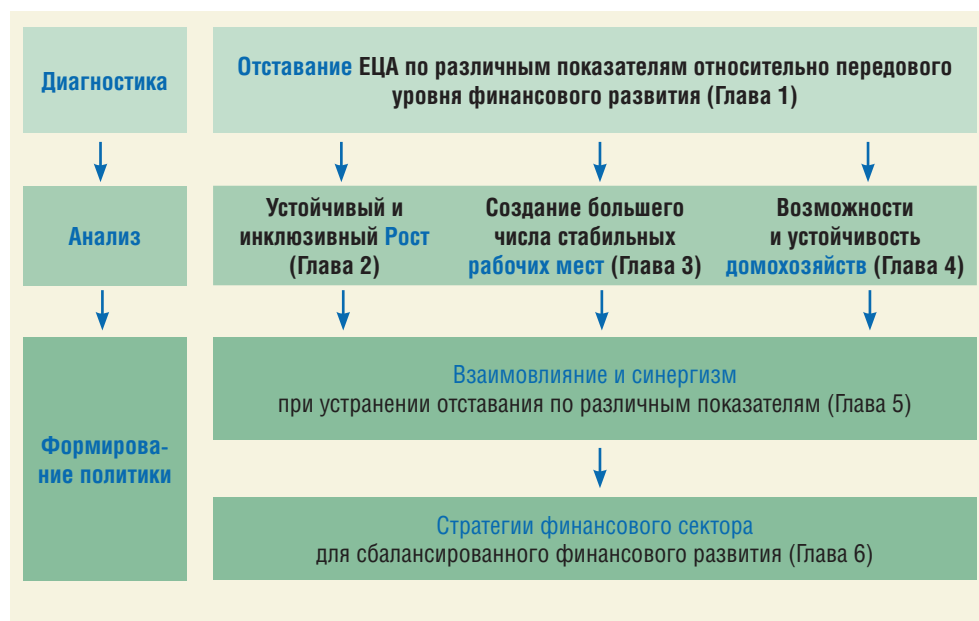 Диагностика
Отставание ЕЦА по различным показателям относительно передового
уровня финансового развития (Глава 1)
Анализ
Устойчивый и
инклюзивный Рост
(Глава 2)
Создание большего
числа стабильных
рабочих мест (Глава 3)
Возможности
и устойчивость
домохозяйств (Глава 4)
Формирова-
ние политики
Взаимовлияние и синергизм
при устранении отставания по различным показателям (Глава 5)
Стратегии финансового сектора
для сбалансированного финансового развития (Глава 6)